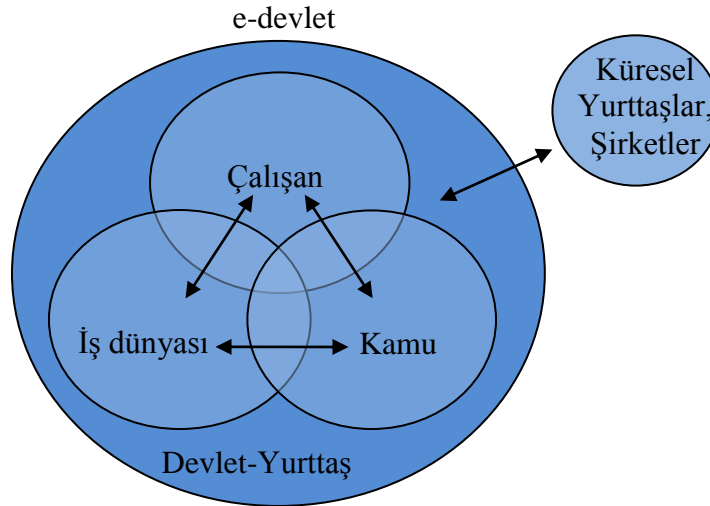 e-devlet
Küresel
Yurttaşlar,
Şirketler
Çalışan
İş dünyası
Kamu
Devlet-Yurttaş